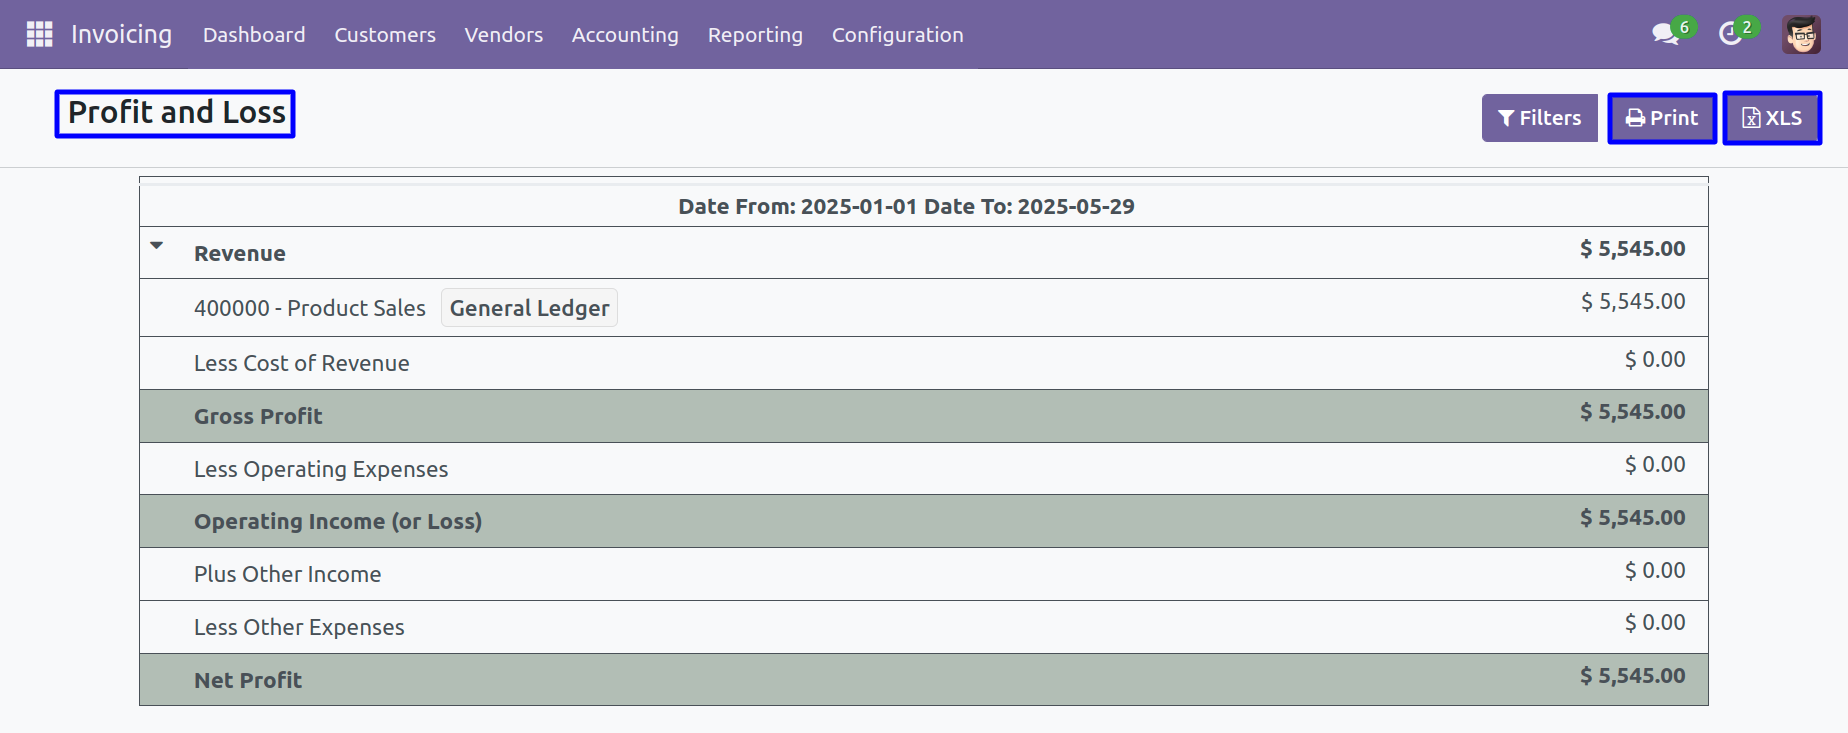 Invoicing Dashboard Customers Vendors Accounting Reporting Configuration 6 2
Profit and Loss Filters Print XLS
Date From: 2025-01-01 Date To: 2025-05-29
Revenue $ 5,545.00
400000 - Product Sales General Ledger $ 5,545.00
Less Cost of Revenue $ 0.00
Gross Profit $ 5,545.00
Less Operating Expenses $ 0.00
Operating Income (or Loss) $ 5,545.00
Plus Other Income $ 0.00
Less Other Expenses $ 0.00
Net Profit $ 5,545.00